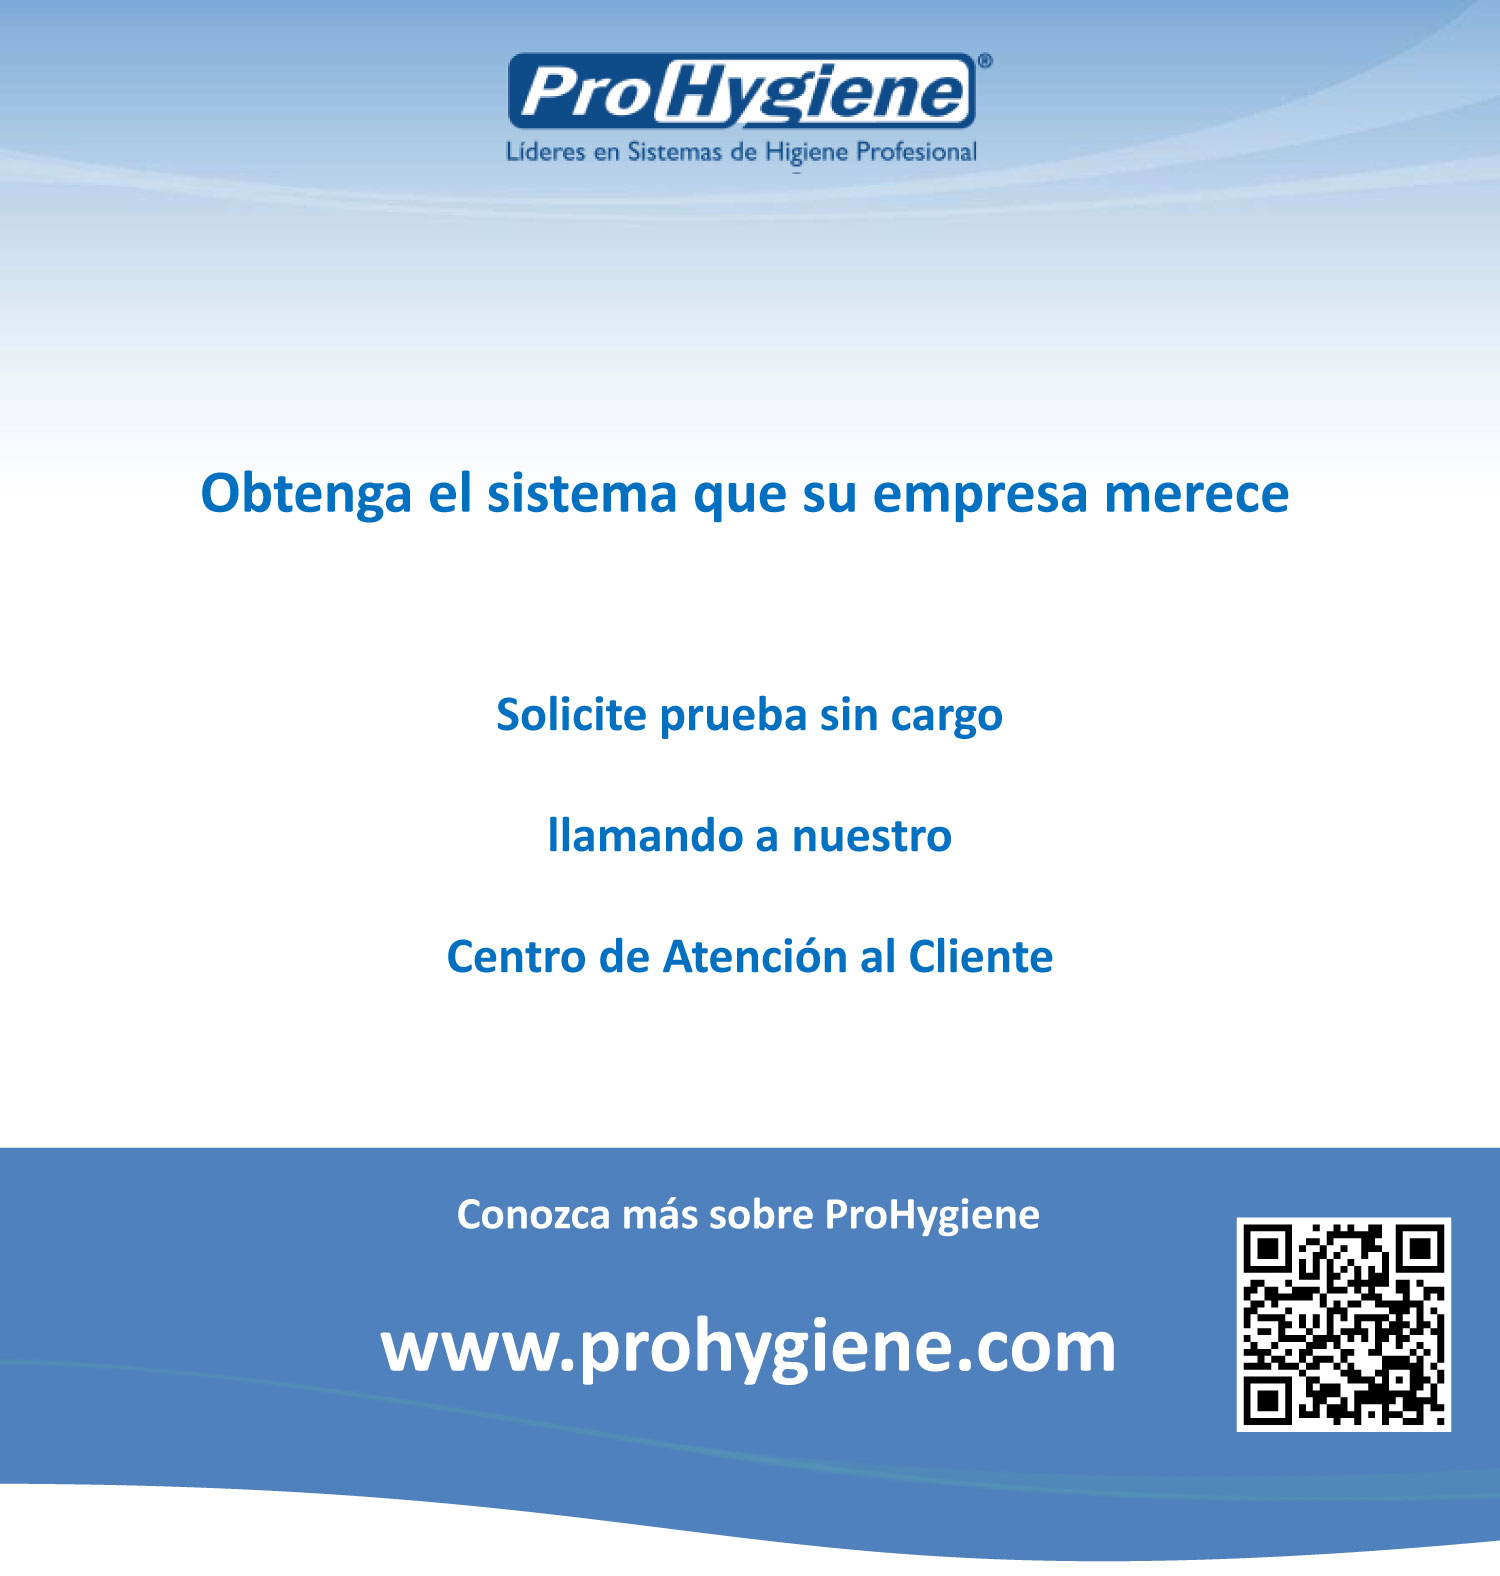 ProHygiene®
Líderes en Sistemas de Higiene Profesional
Obtenga el sistema que su empresa merece
Solicite prueba sin cargo
llamando a nuestro
Centro de Atención al Cliente
Conozca más sobre ProHygiene
www.prohygiene.com